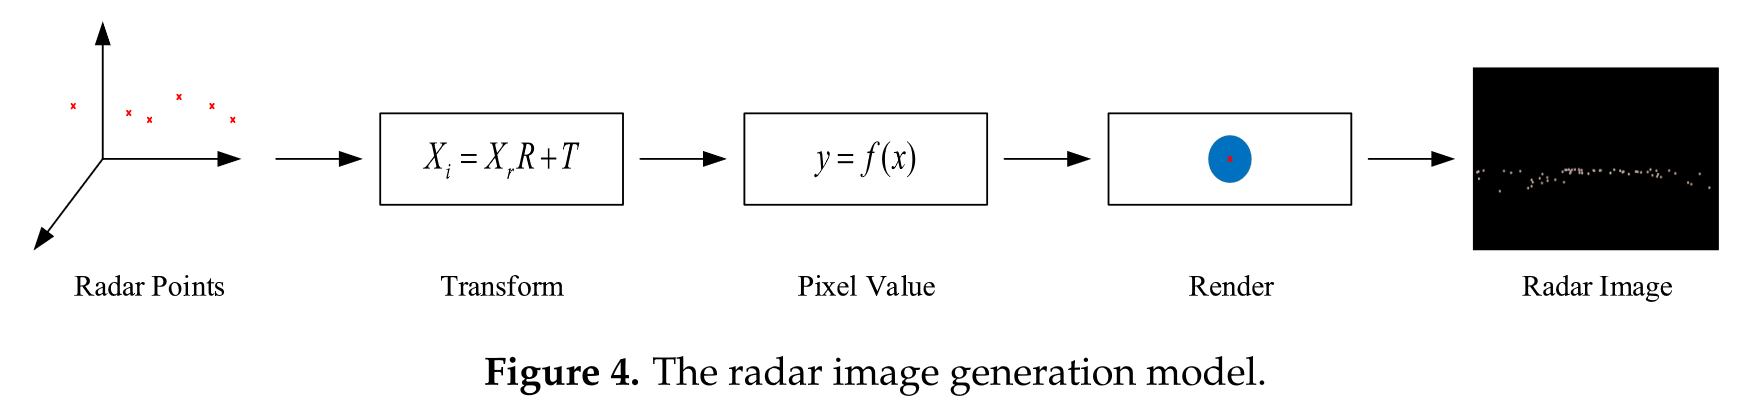 X_i = X_r R + T
y = f(x)
Radar Points
Transform
Pixel Value
Render
Radar Image
Figure 4. The radar image generation model.